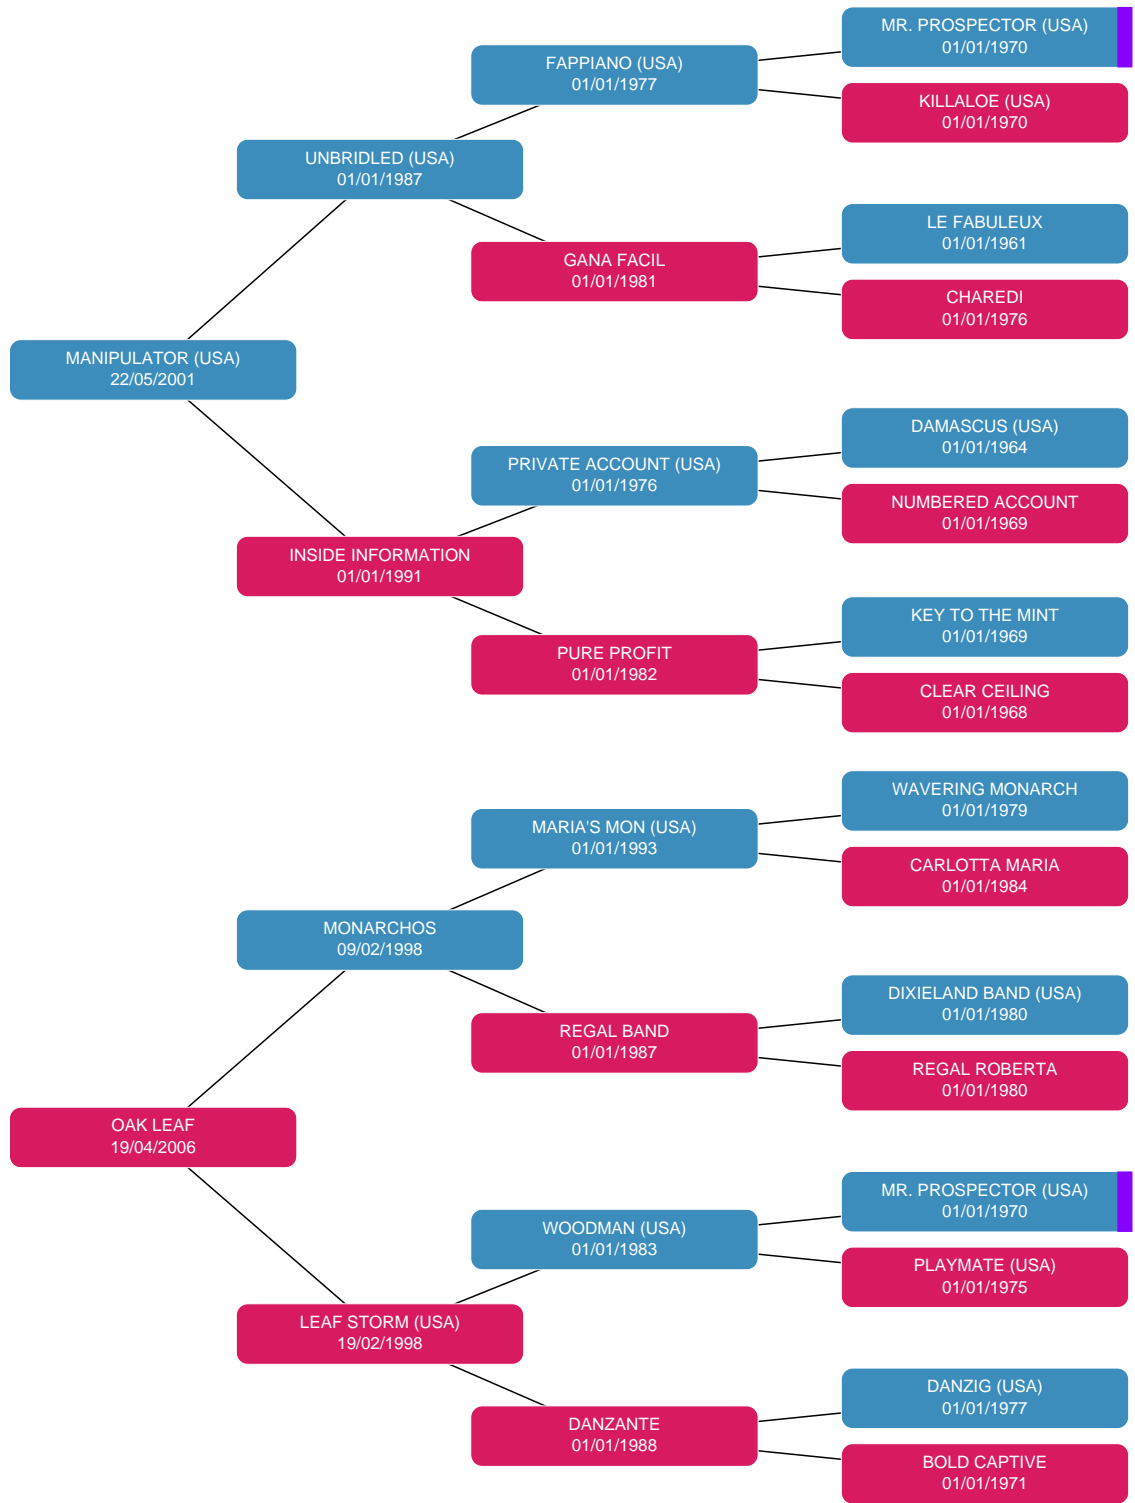 MR. PROSPECTOR (USA)
01/01/1970
FAPPIANO (USA)
01/01/1977
KILLALOE (USA)
01/01/1970
UNBRIDLED (USA)
01/01/1987
LE FABULEUX
01/01/1961
GANA FACIL
01/01/1981
CHAREDI
01/01/1976
MANIPULATOR (USA)
22/05/2001
DAMASCUS (USA)
01/01/1964
PRIVATE ACCOUNT (USA)
01/01/1976
NUMBERED ACCOUNT
01/01/1969
INSIDE INFORMATION
01/01/1991
KEY TO THE MINT
01/01/1969
PURE PROFIT
01/01/1982
CLEAR CEILING
01/01/1968
WAVERING MONARCH
01/01/1979
MARIA'S MON (USA)
01/01/1993
CARLOTTA MARIA
01/01/1984
MONARCHOS
09/02/1998
DIXIELAND BAND (USA)
01/01/1980
REGAL BAND
01/01/1987
REGAL ROBERTA
01/01/1980
OAK LEAF
19/04/2006
MR. PROSPECTOR (USA)
01/01/1970
WOODMAN (USA)
01/01/1983
PLAYMATE (USA)
01/01/1975
LEAF STORM (USA)
19/02/1998
DANZIG (USA)
01/01/1977
DANZANTE
01/01/1988
BOLD CAPTIVE
01/01/1971